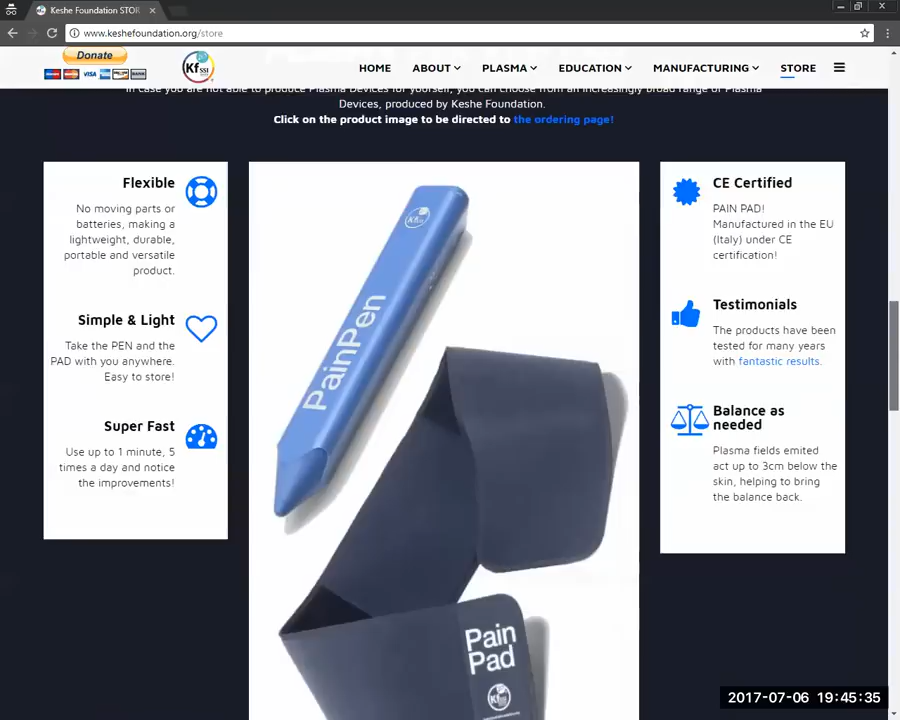 Keshe Foundation STOR
www.keshefoundation.org/store
Donate
VISA
BANK
Kf SSI
HOME
ABOUT
PLASMA
EDUCATION
MANUFACTURING
STORE
In case you are not able to produce Plasma Devices for yourself, you can choose from an increasingly broad range of Plasma
Devices, produced by Keshe Foundation.
Click on the product image to be directed to the ordering page!
Flexible
No moving parts or
batteries, making a
lightweight, durable,
portable and versatile
product.
Simple & Light
Take the PEN and the
PAD with you anywhere.
Easy to store!
Super Fast
Use up to 1 minute, 5
times a day and notice
the improvements!
PainPen
Pain
Pad
CE Certified
PAIN PAD!
Manufactured in the EU
(Italy) under CE
certification!
Testimonials
The products have been
tested for many years
with fantastic results.
Balance as
needed
Plasma fields emited
act up to 3cm below the
skin, helping to bring
the balance back.
2017-07-06 19:45:35